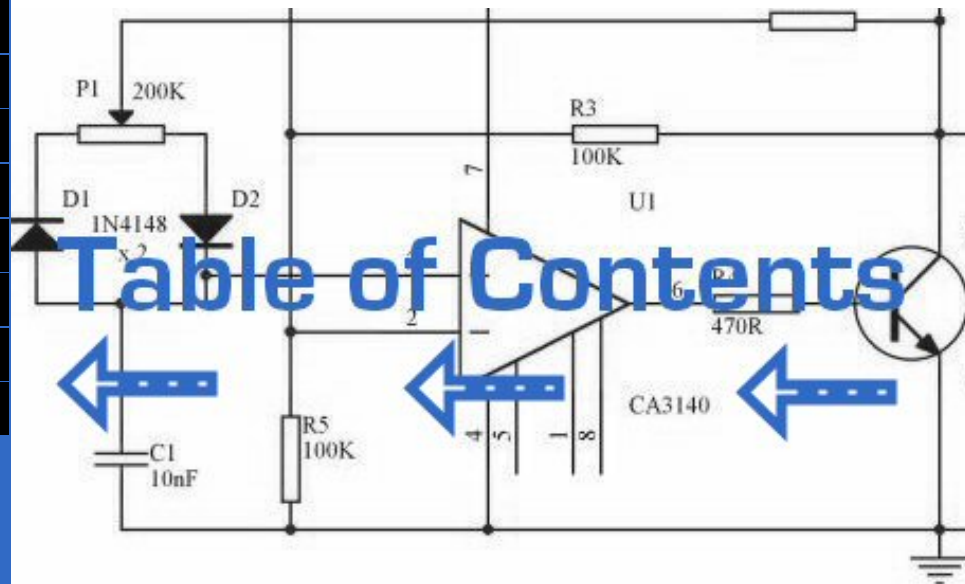 P1 200K
R3
100K
7
D1
D2
1N4148
x 2
U1
Table of Contents
2
6
470R
R5
100K
CA3140
4
5
1
8
C1
10nF